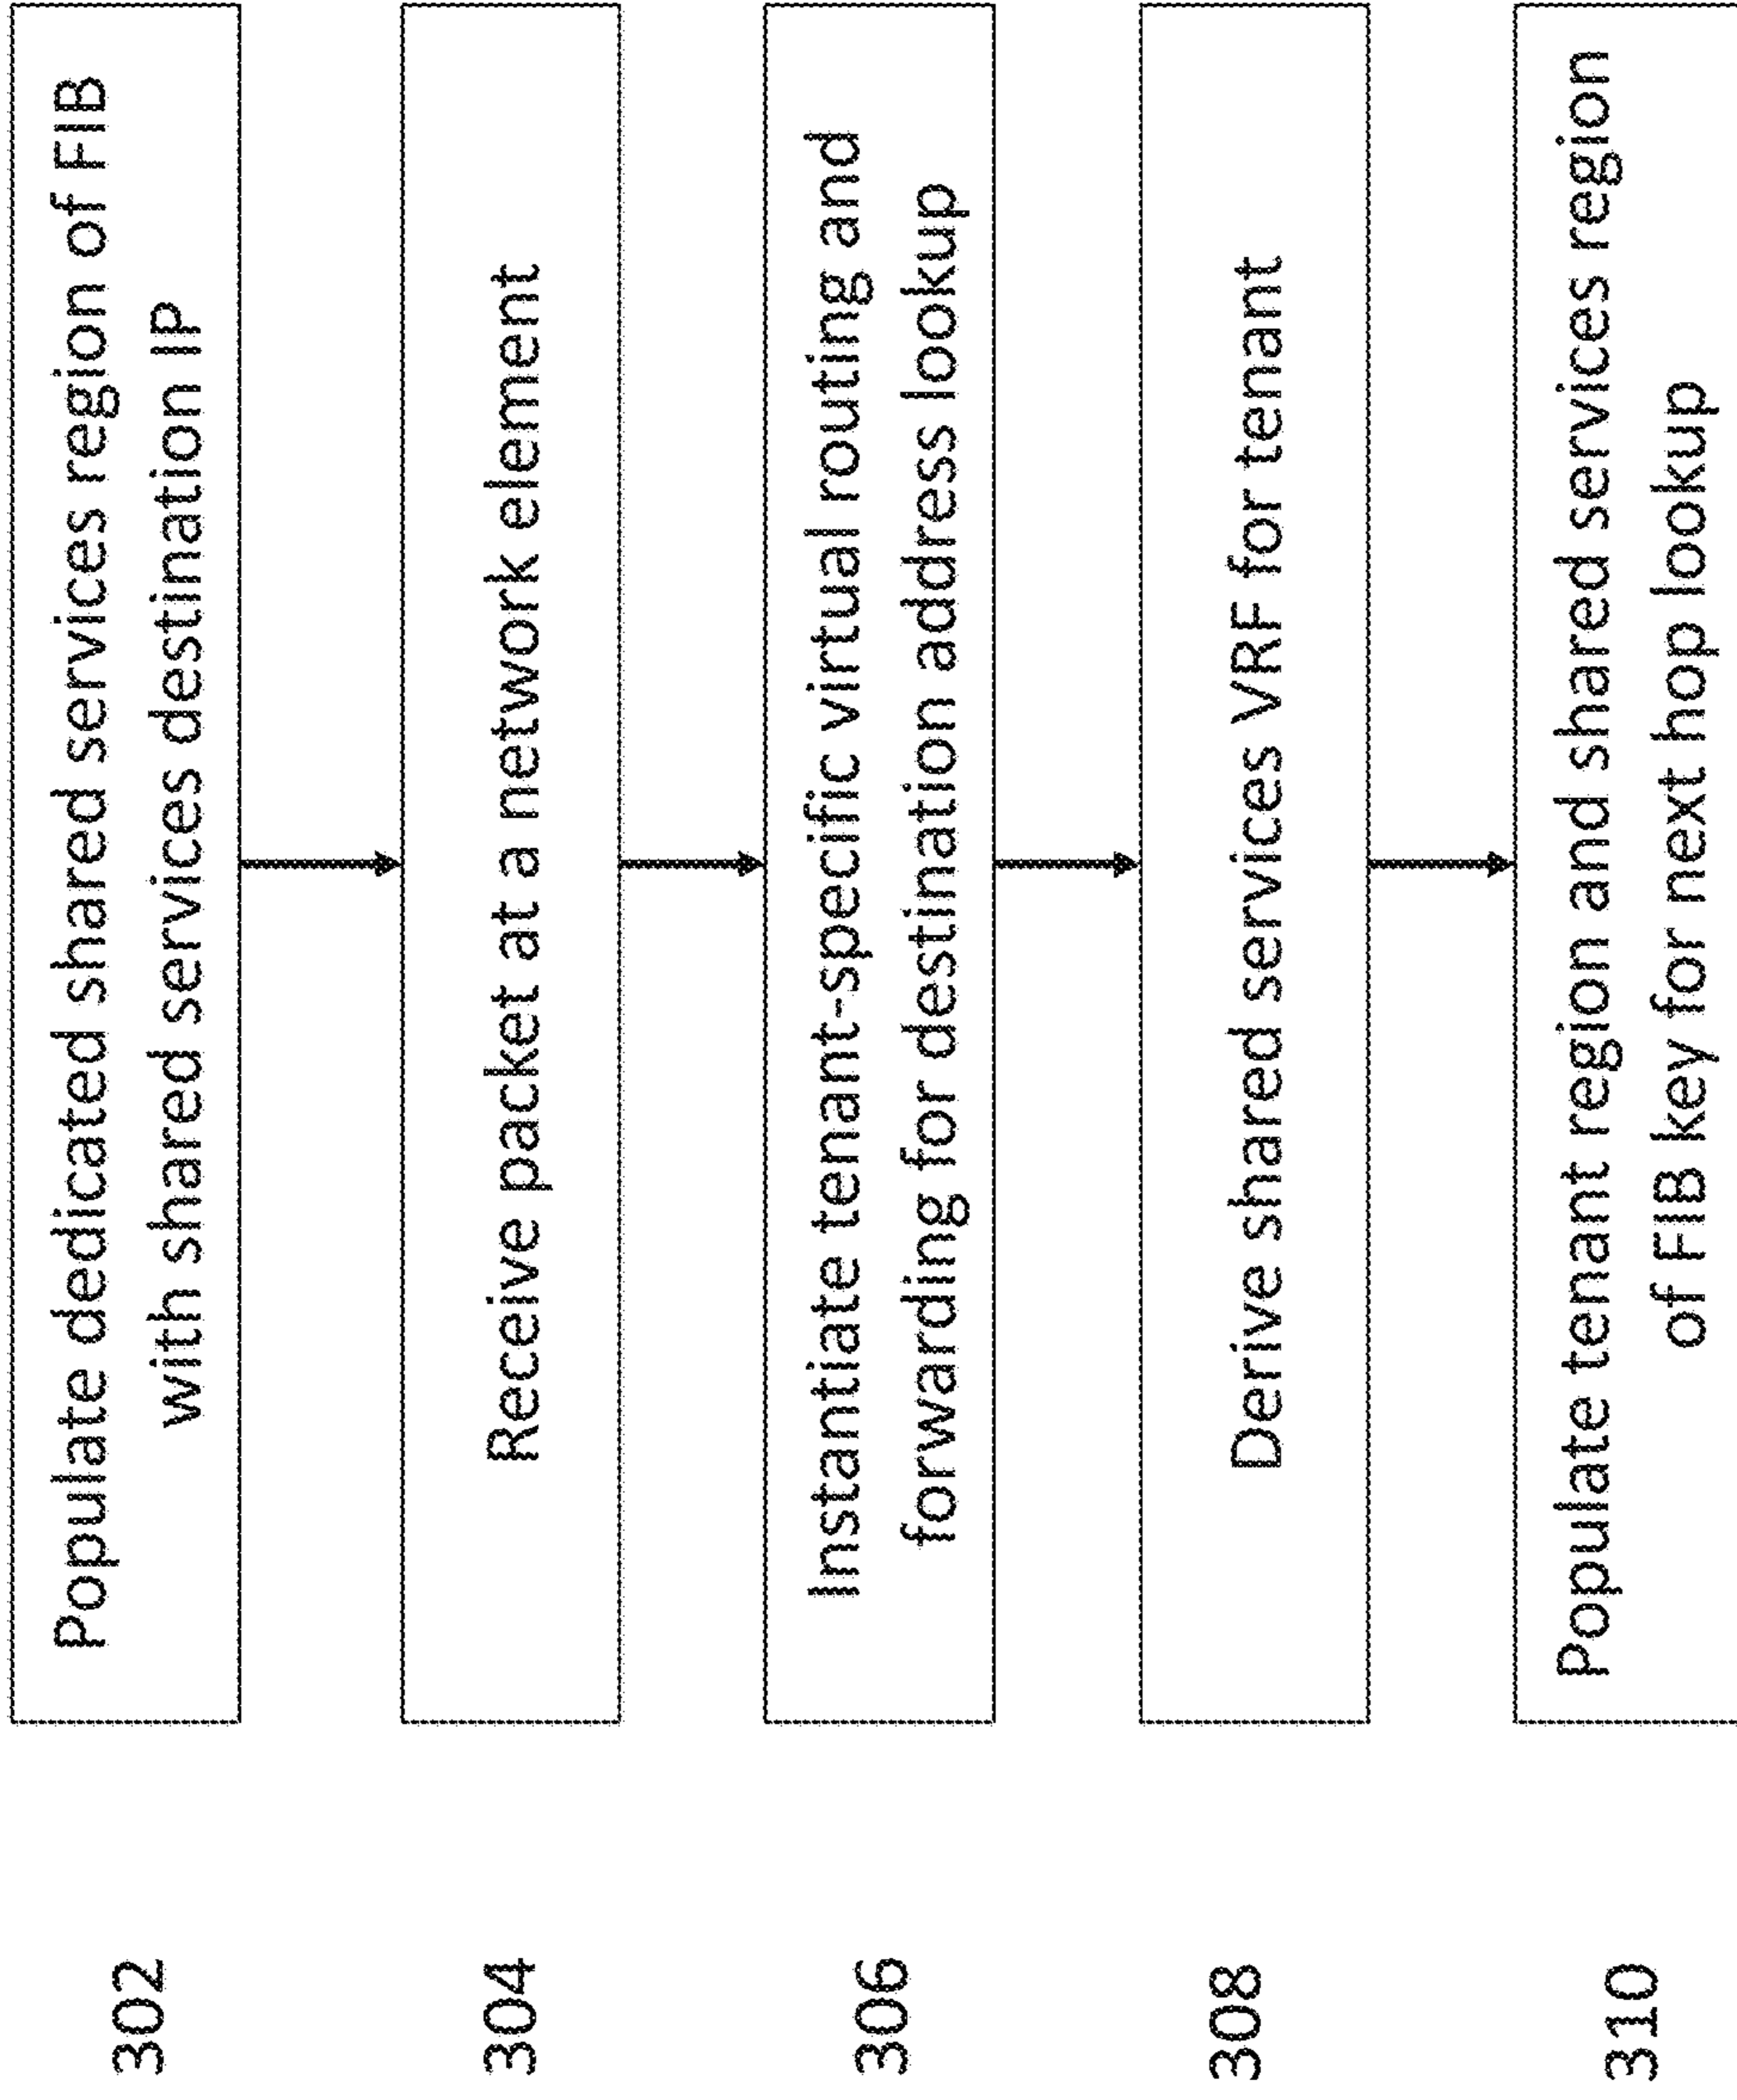 302
Populate dedicated shared services region of FIB
with shared services destination IP
304
Receive packet at a network element
306
Instantiate tenant-specific virtual routing and
forwarding for destination address lookup
308
Derive shared services VRF for tenant
310
Populate tenant region and shared services region
of FIB key for next hop lookup